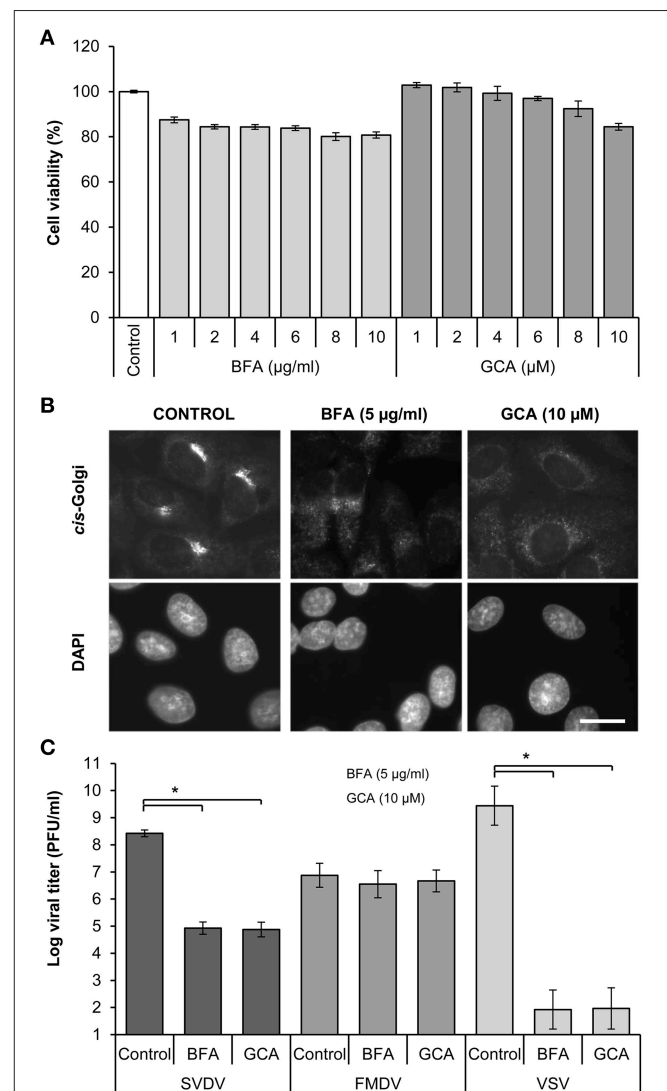 A
Cell viability (%)
120
100
80
60
40
20
0
Control 1 2 4 6 8 10 1 2 4 6 8 10
BFA (µg/ml) GCA (µM)
B
CONTROL BFA (5 µg/ml) GCA (10 µM)
cis-Golgi
DAPI
C
Log viral titer (PFU/ml)
11
10
9
8
7
6
5
4
3
2
1
BFA (5 µg/ml)
GCA (10 µM)
* *
Control BFA GCA Control BFA GCA Control BFA GCA
SVDV FMDV VSV